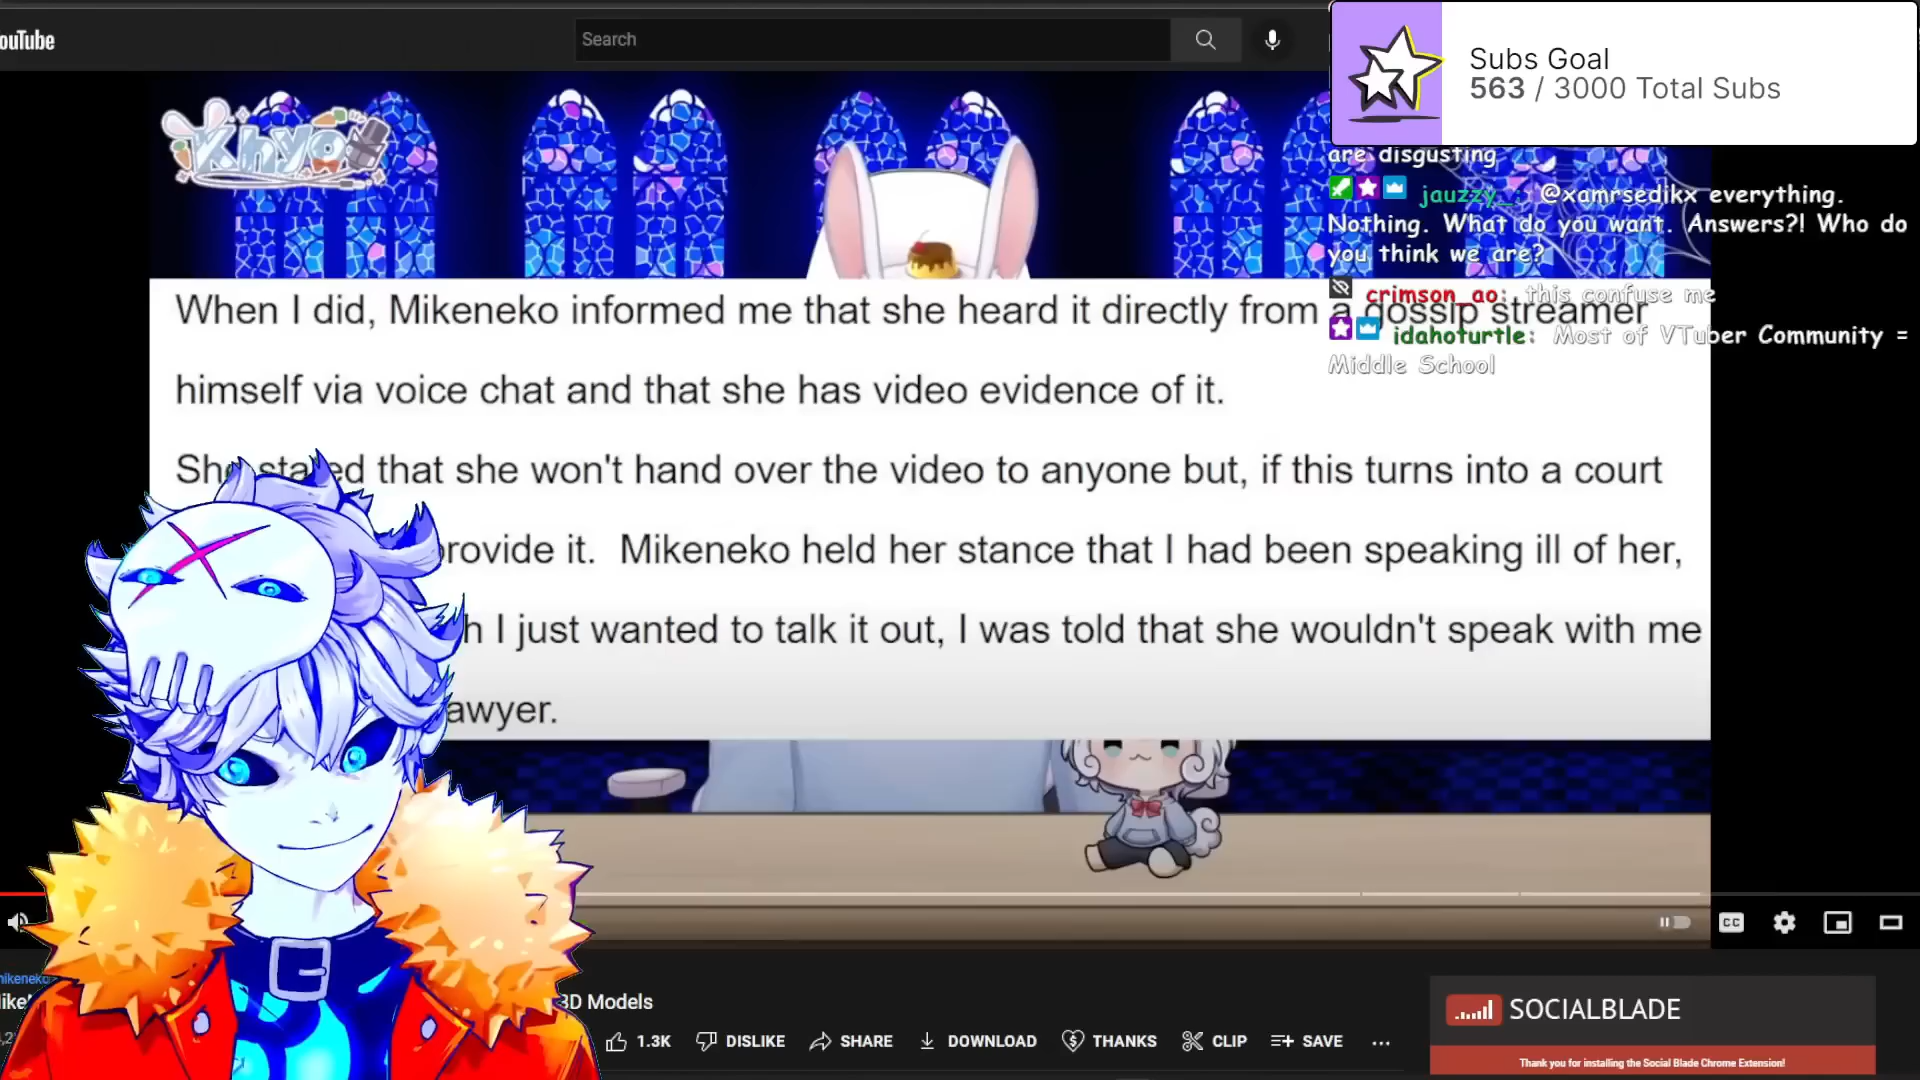 ouTube
Search
Subs Goal
563 / 3000 Total Subs
Khyo
are disgusting
jauzzy_: @xamrsedikx everything.
Nothing. What do you want. Answers?! Who do
you think we are?
crimson_ao: this confuse me
idahoturtle: Most of VTuber Community =
Middle School
When I did, Mikeneko informed me that she heard it directly from a gossip streamer
himself via voice chat and that she has video evidence of it.
She stated that she won't hand over the video to anyone but, if this turns into a court
provide it. Mikeneko held her stance that I had been speaking ill of her,
h I just wanted to talk it out, I was told that she wouldn't speak with me
awyer.
CC
mikeneko
3D Models
1.3K DISLIKE SHARE DOWNLOAD THANKS CLIP SAVE
SOCIALBLADE
Thank you for installing the Social Blade Chrome Extension!